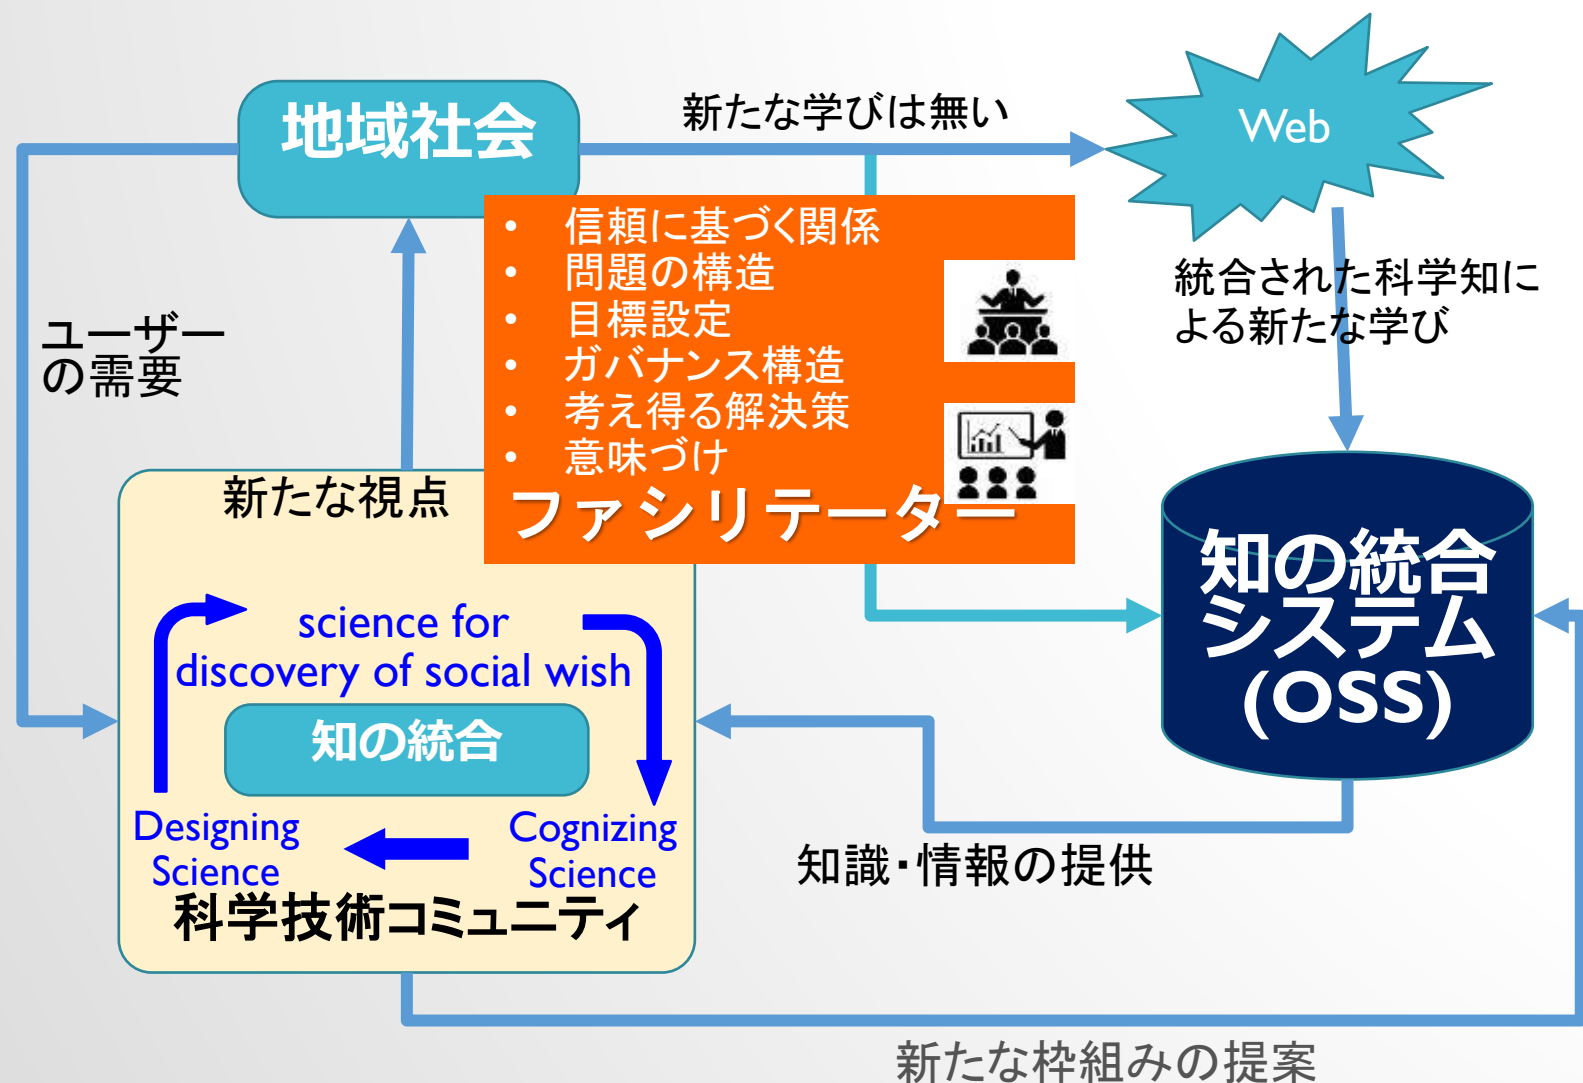 地域社会
新たな学びは無い
Web
• 信頼に基づく関係
• 問題の構造
• 目標設定
• ガバナンス構造
• 考え得る解決策
• 意味づけ
ファシリテーター
統合された科学知に
よる新たな学び
ユーザー
の需要
新たな視点
science for
discovery of social wish
知の統合
Designing
Science
Cognizing
Science
科学技術コミュニティ
知の統合
システム
(OSS)
知識・情報の提供
新たな枠組みの提案